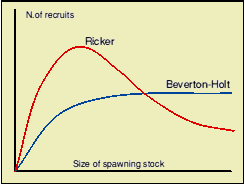 N.of recruits
Ricker
Beverton-Holt
Size of spawning stock